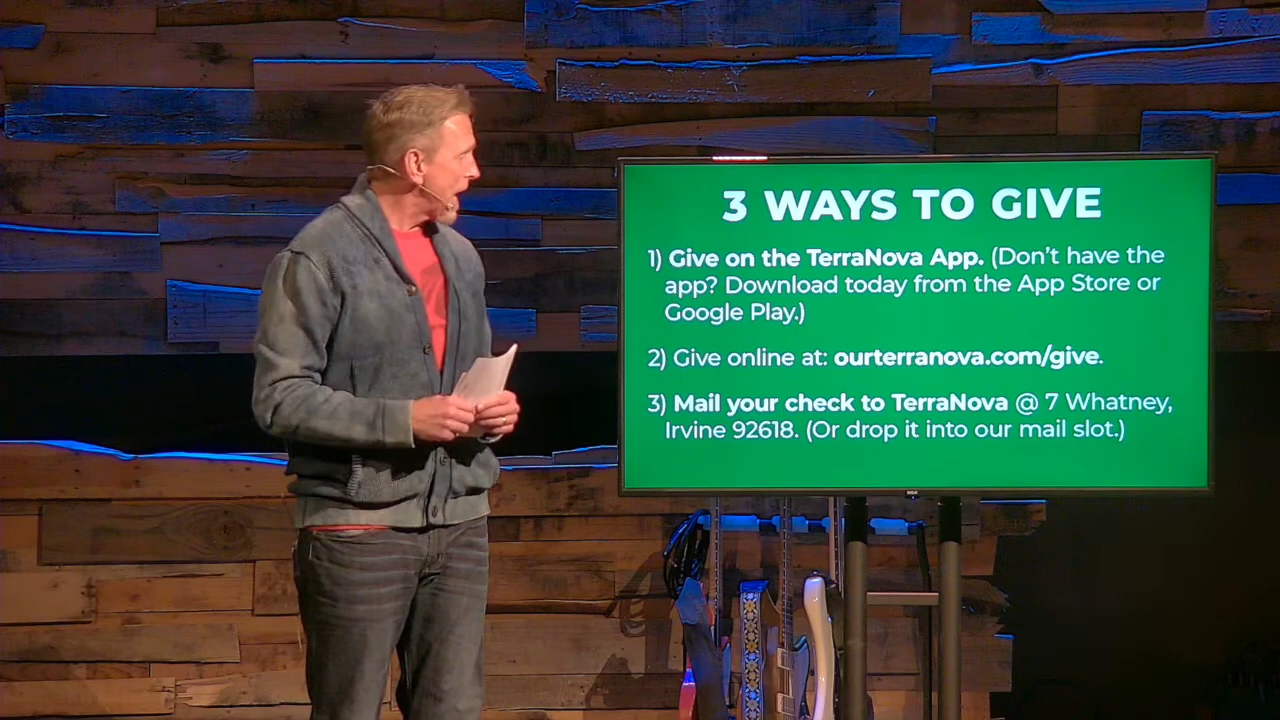 3 WAYS TO GIVE
1) Give on the TerraNova App. (Don't have the
app? Download today from the App Store or
Google Play.)
2) Give online at: ourterranova.com/give.
3) Mail your check to TerraNova @ 7 Whatney,
Irvine 92618. (Or drop it into our mail slot.)